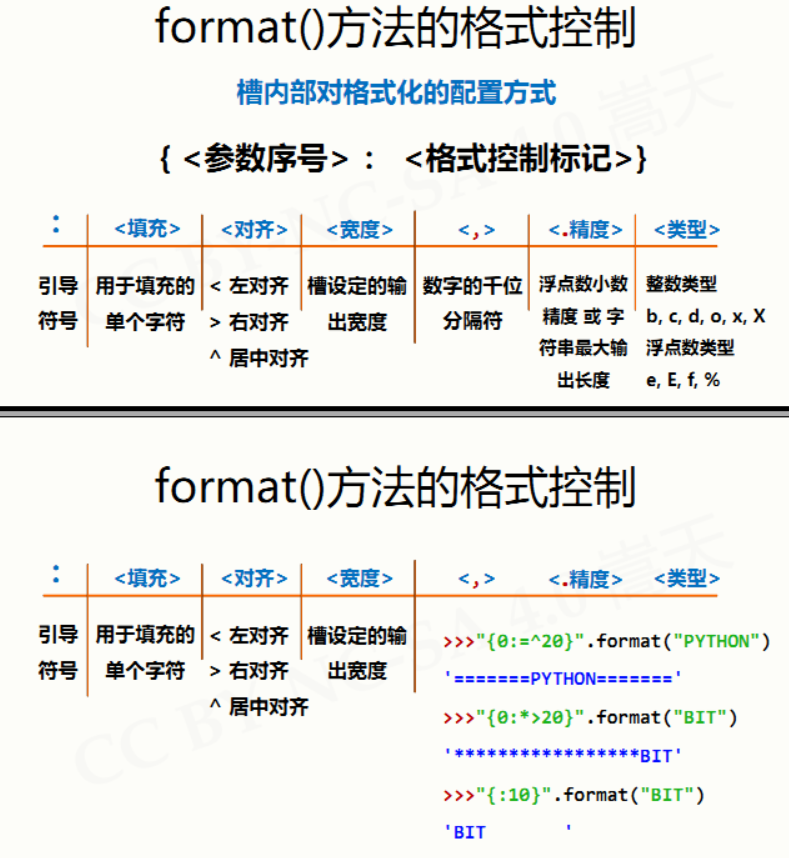 format()方法的格式控制
槽内部对格式化的配置方式
{ <参数序号> : <格式控制标记>}
: <填充> <对齐> <宽度> <,> <.精度> <类型>
引导 用于填充的 < 左对齐 槽设定的输 数字的千位 浮点数小数 整数类型
符号 单个字符 > 右对齐 出宽度 分隔符 精度 或 字 b, c, d, o, x, X
^ 居中对齐 符串最大输 浮点数类型
出长度 e, E, f, %
CC BY-NC-SA 4.0 嵩天
format()方法的格式控制
: <填充> <对齐> <宽度> <,> <.精度> <类型>
引导 用于填充的 < 左对齐 槽设定的输 >>>"{0:=^20}".format("PYTHON")
符号 单个字符 > 右对齐 出宽度 '=======PYTHON======='
^ 居中对齐 >>>"{0:*>20}".format("BIT")
'*****************BIT'
>>>"{:10}".format("BIT")
'BIT       '
CC BY-NC-SA 4.0 嵩天